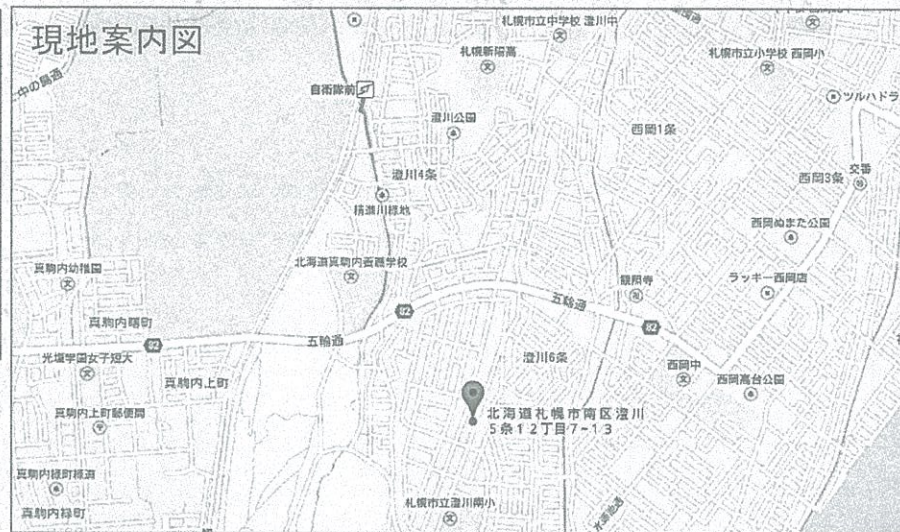 現地案内図
札幌市立中学校 澄川中
札幌新陽高
札幌市立小学校 西岡小
中の島通
自衛隊前
ツルハドラ
澄川公園
西岡1条
澄川4条
西岡3条
交番
精進川緑地
西岡ぬまた公園
北海道真駒内養護学校
真駒内幼稚園
観照寺
ラッキー西岡店
82
五輪通
真駒内曙町
82
82
五輪通
光塩学園女子短大
澄川6条
西岡中
真駒内上町
西岡高台公園
真駒内上町郵便局
北海道札幌市南区澄川
5条12丁目7-13
真駒内緑町緑道
札幌市立澄川南小
真駒内緑町
水源池通